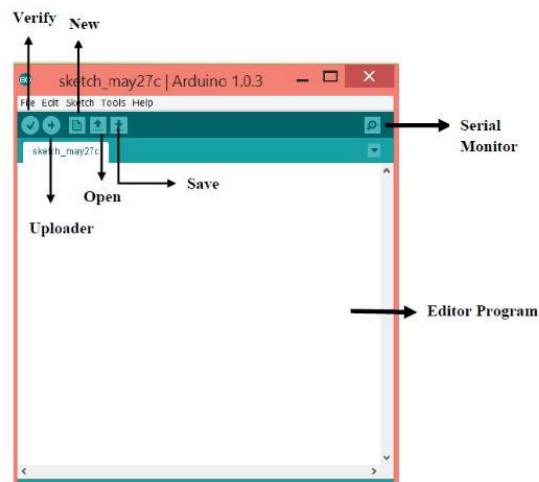 Verify New
sketch_may27c | Arduino 1.0.3
File Edit Sketch Tools Help
Serial
Monitor
sketch_may27c
Save
Open
Uploader
Editor Program